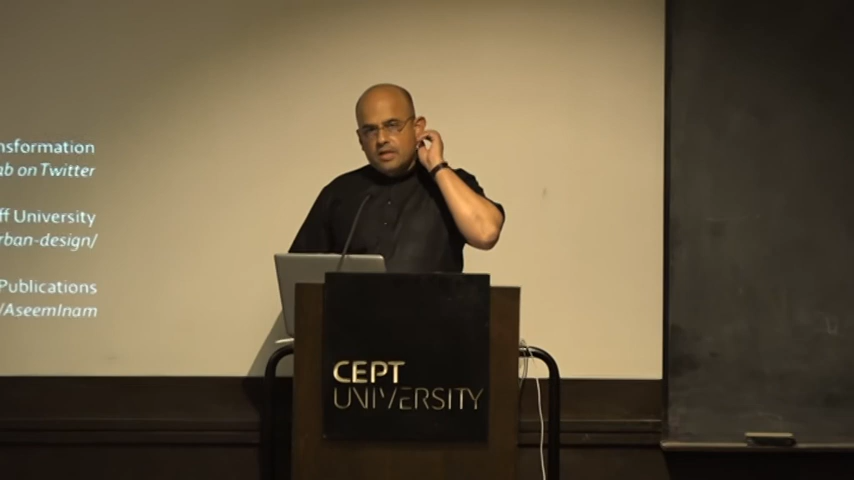 nsformation
ab on Twitter
ff University
rban-design/
Publications
/AseemInam
CEPT
UNIVERSITY